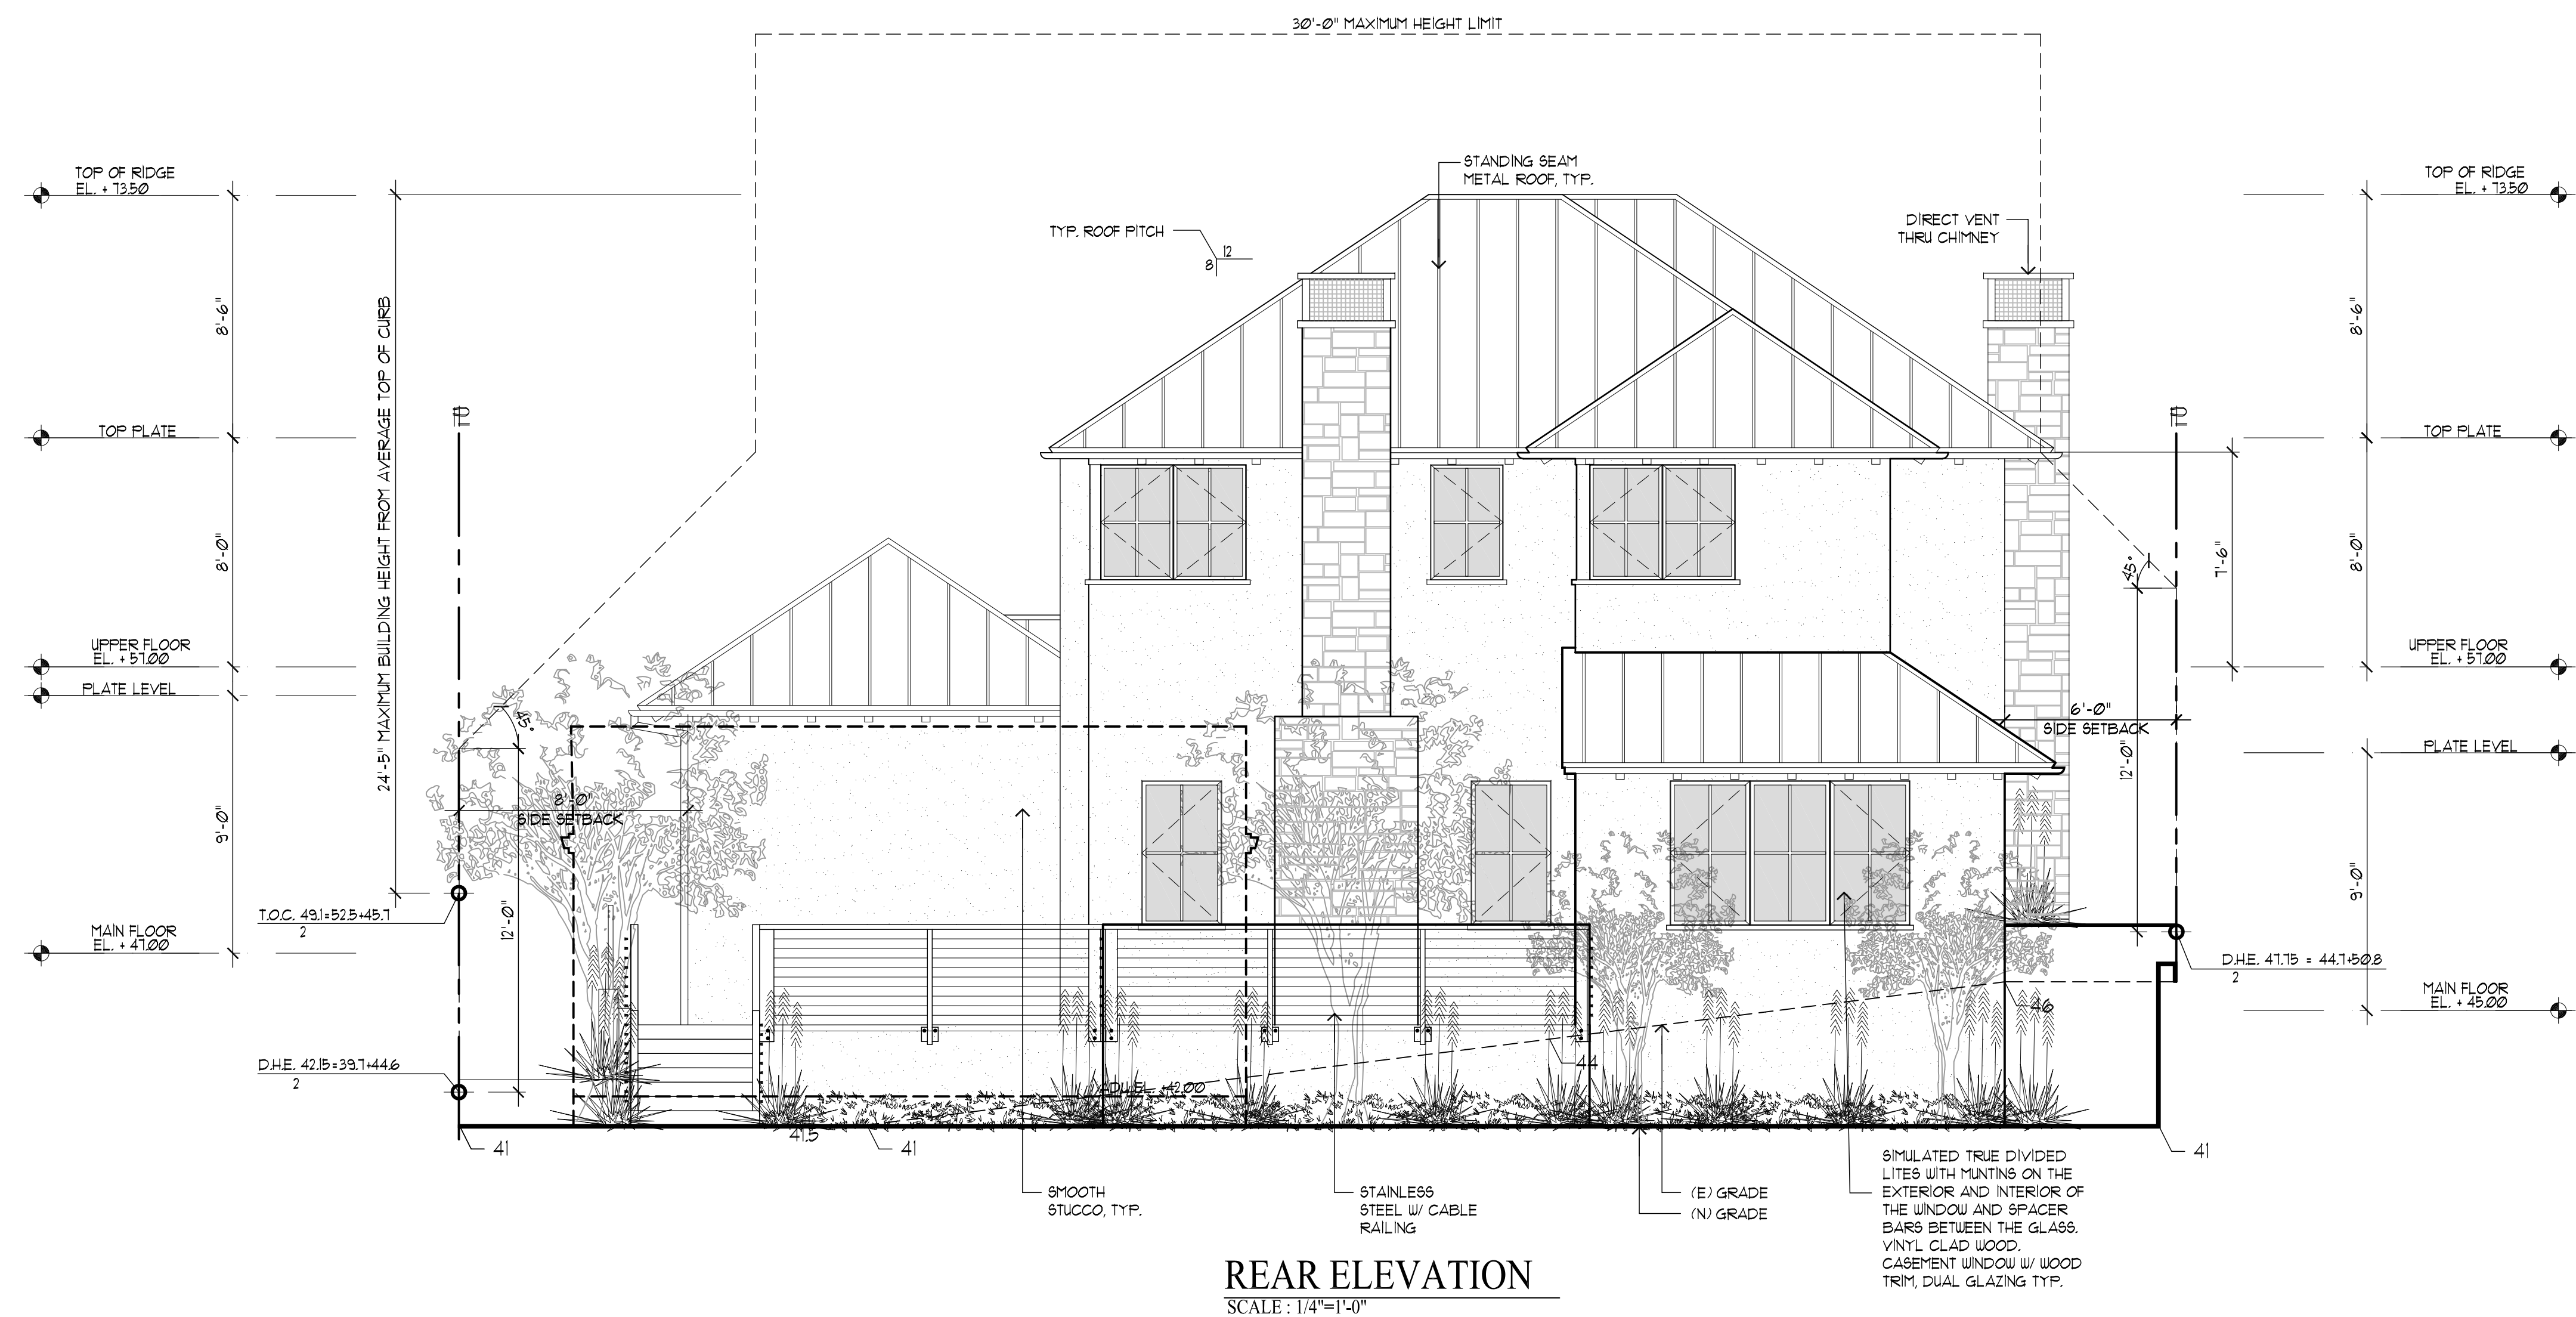 30'-0" MAXIMUM HEIGHT LIMIT
TOP OF RIDGE
EL. + 73.50
TOP PLATE
UPPER FLOOR
EL. + 57.00
PLATE LEVEL
MAIN FLOOR
EL. + 47.00
8'-6"
8'-0"
9'-0"
24'-5" MAXIMUM BUILDING HEIGHT FROM AVERAGE TOP OF CURB
T.O.C. 49.1=52.5+45.7
2
D.H.E. 42.15=39.7+44.6
2
45°
8'-0"
SIDE SETBACK
12'-0"
TYP. ROOF PITCH
12
8
STANDING SEAM
METAL ROOF, TYP.
DIRECT VENT
THRU CHIMNEY
45°
7'-6"
6'-0"
SIDE SETBACK
12'-0"
TOP OF RIDGE
EL. + 73.50
TOP PLATE
UPPER FLOOR
EL. + 57.00
PLATE LEVEL
MAIN FLOOR
EL. + 45.00
8'-6"
8'-0"
9'-0"
D.H.E. 47.75 = 44.7+50.8
2
46
44
ADU EL. +42.00
41
41.5
41
41
SMOOTH
STUCCO, TYP.
STAINLESS
STEEL W/ CABLE
RAILING
(E) GRADE
(N) GRADE
SIMULATED TRUE DIVIDED
LITES WITH MUNTINS ON THE
EXTERIOR AND INTERIOR OF
THE WINDOW AND SPACER
BARS BETWEEN THE GLASS.
VINYL CLAD WOOD.
CASEMENT WINDOW W/ WOOD
TRIM, DUAL GLAZING TYP.
REAR ELEVATION
SCALE : 1/4"=1'-0"